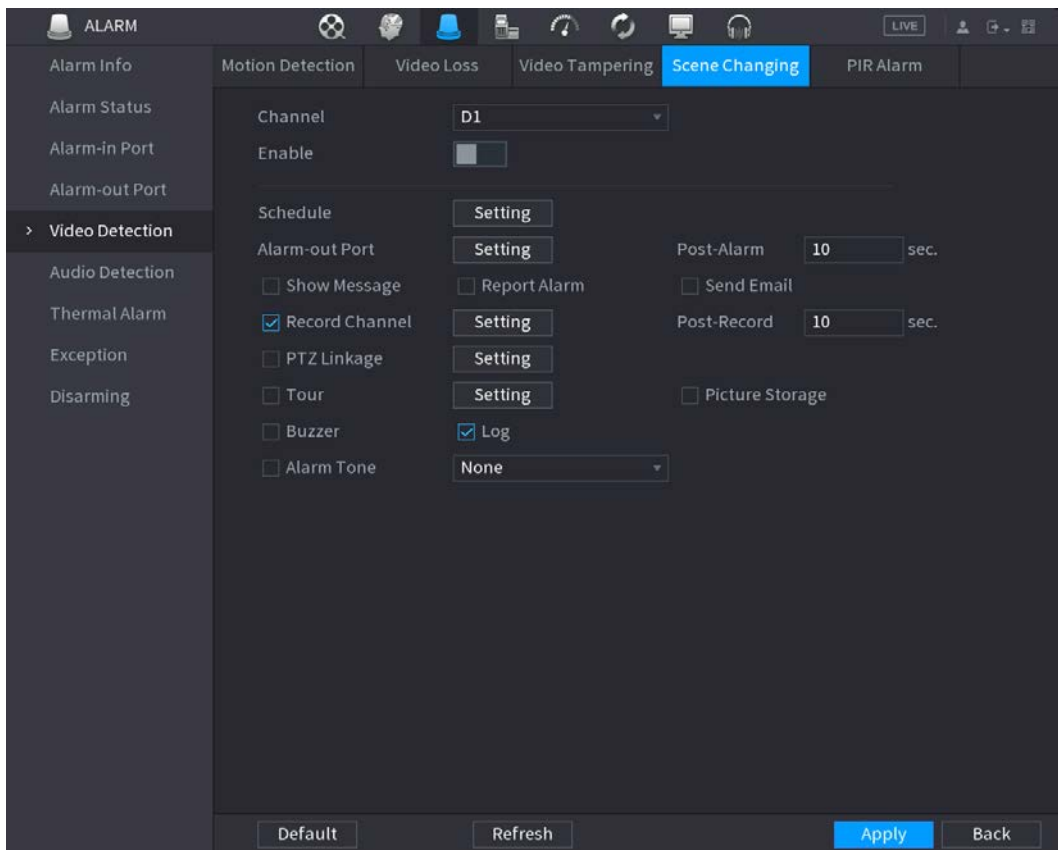 ALARM
LIVE
Alarm Info
Alarm Status
Alarm-in Port
Alarm-out Port
> Video Detection
Audio Detection
Thermal Alarm
Exception
Disarming
Motion Detection Video Loss Video Tampering Scene Changing PIR Alarm
Channel D1
Enable
Schedule Setting
Alarm-out Port Setting Post-Alarm 10 sec.
Show Message Report Alarm Send Email
Record Channel Setting Post-Record 10 sec.
PTZ Linkage Setting
Tour Setting Picture Storage
Buzzer Log
Alarm Tone None
Default Refresh Apply Back